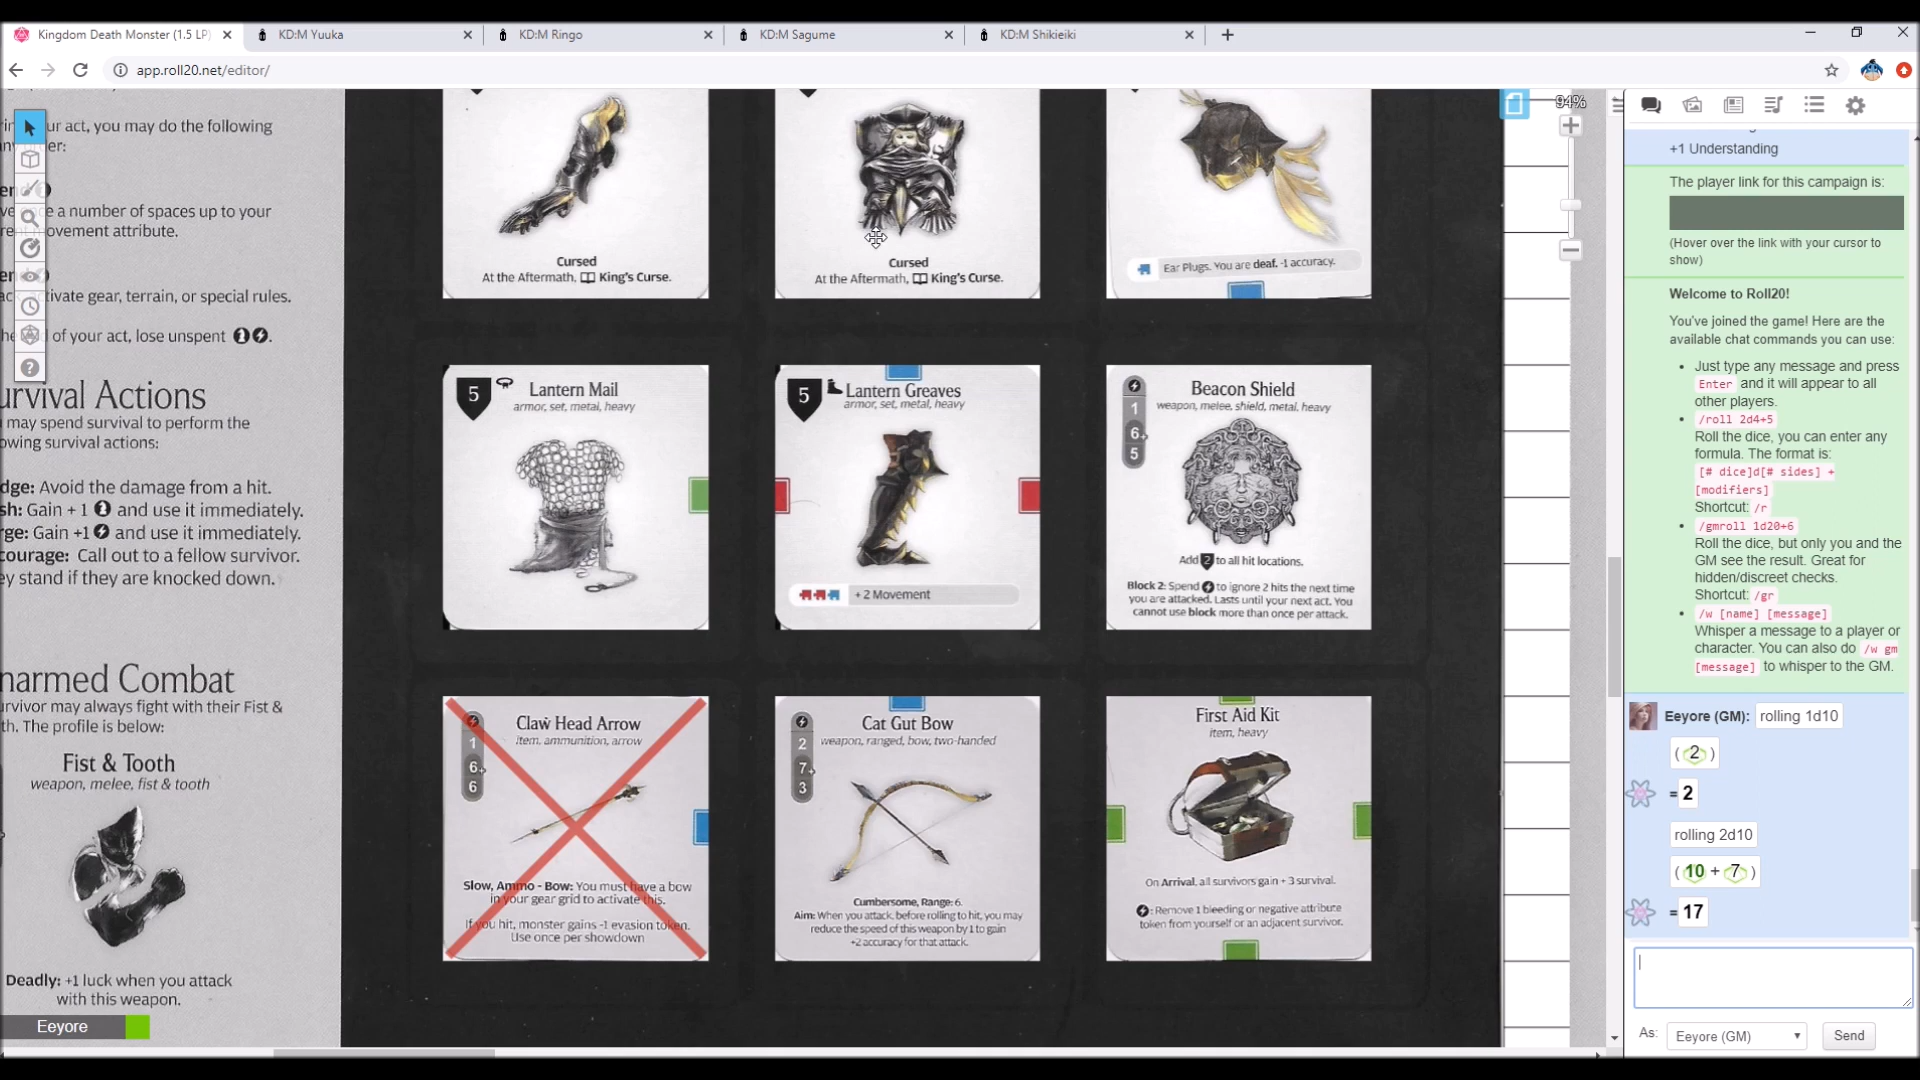 Kingdom Death Monster (1.5 LP)
KD:M Yuuka
KD:M Ringo
KD:M Sagume
KD:M Shikieiki
app.roll20.net/editor/
ur act, you may do the following
er:
e a number of spaces up to your
movement attribute.
activate gear, terrain, or special rules.
of your act, lose unspent
urvival Actions
may spend survival to perform the
owing survival actions:
dge: Avoid the damage from a hit.
sh: Gain + 1 and use it immediately.
rge: Gain +1 and use it immediately.
courage: Call out to a fellow survivor.
ey stand if they are knocked down.
narmed Combat
urvivor may always fight with their Fist &
th. The profile is below:
Fist & Tooth
weapon, melee, fist & tooth
Deadly: +1 luck when you attack
with this weapon.
Eeyore
Cursed
At the Aftermath, King's Curse.
Cursed
At the Aftermath, King's Curse.
Ear Plugs. You are deaf. -1 accuracy.
5
Lantern Mail
armor, set, metal, heavy
5
Lantern Greaves
armor, set, metal, heavy
+ 2 Movement
1
6+
5
Beacon Shield
weapon, melee, shield, metal, heavy
Add 2 to all hit locations.
Block 2: Spend to ignore 2 hits the next time
you are attacked. Lasts until your next act. You
cannot use block more than once per attack.
1
6+
6
Claw Head Arrow
item, ammunition, arrow
Slow, Ammo - Bow: You must have a bow
in your gear grid to activate this.
If you hit, monster gains -1 evasion token.
Use once per showdown
2
7+
3
Cat Gut Bow
weapon, ranged, bow, two-handed
Cumbersome, Range: 6.
Aim: When you attack, before rolling to hit, you may
reduce the speed of this weapon by 1 to gain
+2 accuracy for that attack.
First Aid Kit
item, heavy
On Arrival, all survivors gain + 3 survival.
: Remove 1 bleeding or negative attribute
token from yourself or an adjacent survivor.
94%
+1 Understanding
The player link for this campaign is:
(Hover over the link with your cursor to
show)
Welcome to Roll20!
You've joined the game! Here are the
available chat commands you can use:
• Just type any message and press
Enter and it will appear to all
other players.
• /roll 2d4+5
Roll the dice, you can enter any
formula. The format is:
[# dice]d[# sides] +
[modifiers]
Shortcut: /r
• /gmroll 1d20+6
Roll the dice, but only you and the
GM see the result. Great for
hidden/discreet checks.
Shortcut: /gr
• /w [name] [message]
Whisper a message to a player or
character. You can also do /w gm
[message] to whisper to the GM.
Eeyore (GM): rolling 1d10
(2)
=2
rolling 2d10
(10+7)
=17
As: Eeyore (GM)
Send